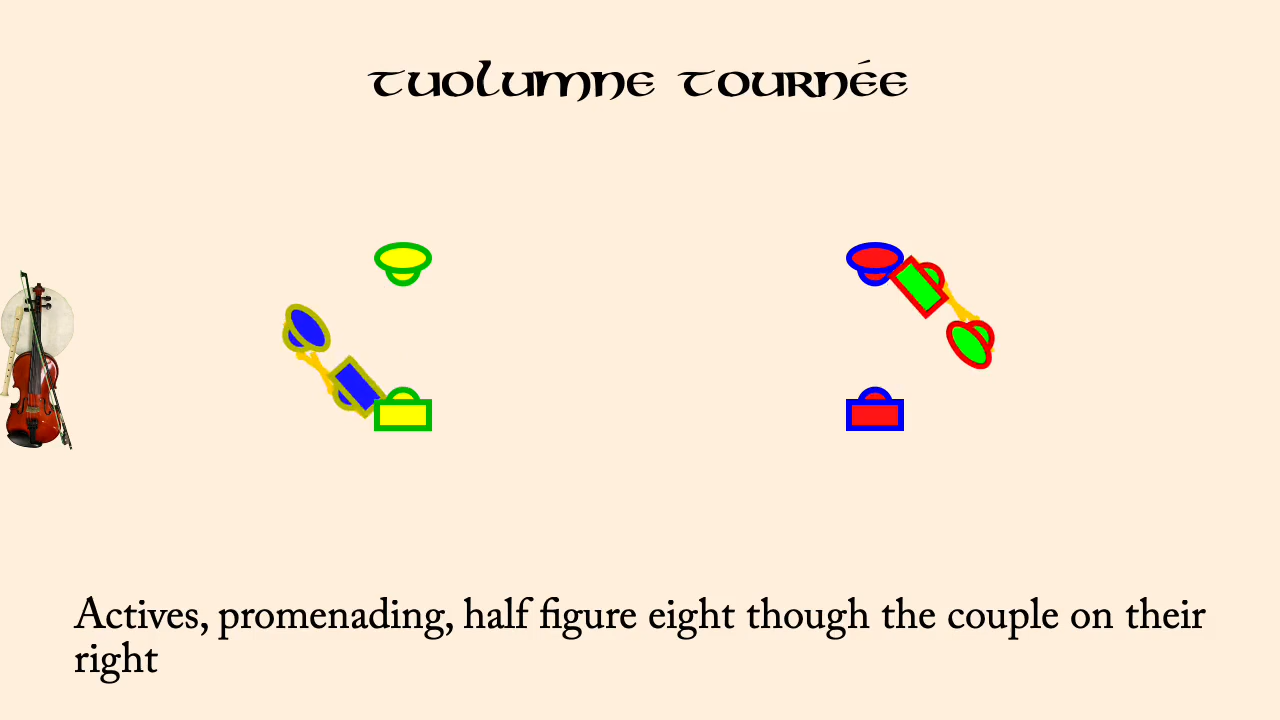 Tuolumne Tournée
Actives, promenading, half figure eight though the couple on their
right